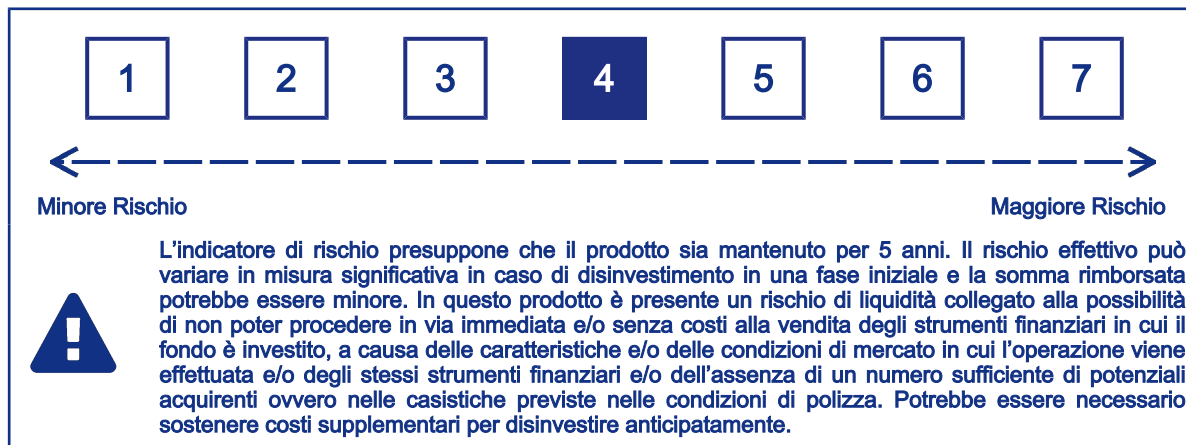 1 2 3 4 5 6 7
Minore Rischio Maggiore Rischio
L'indicatore di rischio presuppone che il prodotto sia mantenuto per 5 anni. Il rischio effettivo può
variare in misura significativa in caso di disinvestimento in una fase iniziale e la somma rimborsata
potrebbe essere minore. In questo prodotto è presente un rischio di liquidità collegato alla possibilità
di non poter procedere in via immediata e/o senza costi alla vendita degli strumenti finanziari in cui il
fondo è investito, a causa delle caratteristiche e/o delle condizioni di mercato in cui l'operazione viene
effettuata e/o degli stessi strumenti finanziari e/o dell'assenza di un numero sufficiente di potenziali
acquirenti ovvero nelle casistiche previste nelle condizioni di polizza. Potrebbe essere necessario
sostenere costi supplementari per disinvestire anticipatamente.